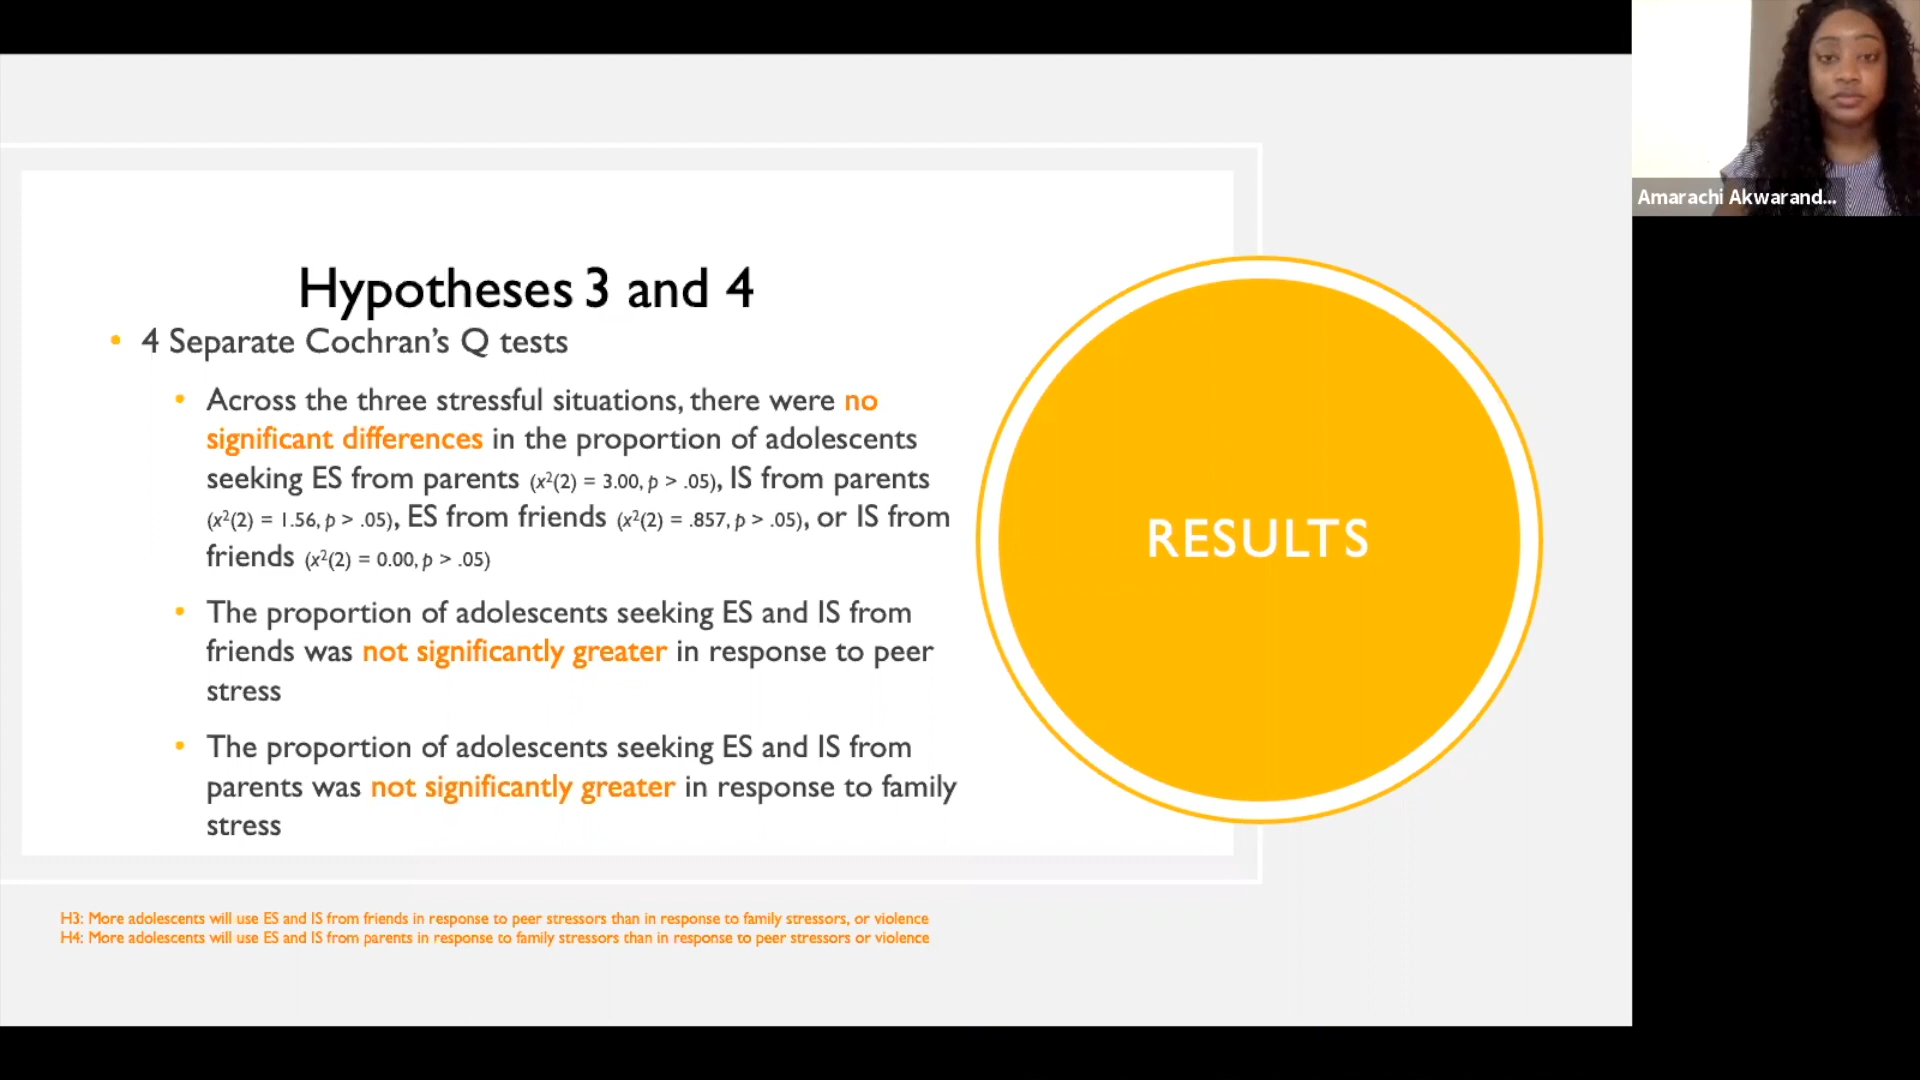 Amarachi Akwarand...
Hypotheses 3 and 4
• 4 Separate Cochran's Q tests
• Across the three stressful situations, there were no
significant differences in the proportion of adolescents
seeking ES from parents (x²(2) = 3.00, p > .05), IS from parents
(x²(2) = 1.56, p > .05), ES from friends (x²(2) = .857, p > .05), or IS from
friends (x²(2) = 0.00, p > .05)
• The proportion of adolescents seeking ES and IS from
friends was not significantly greater in response to peer
stress
• The proportion of adolescents seeking ES and IS from
parents was not significantly greater in response to family
stress
RESULTS
H3: More adolescents will use ES and IS from friends in response to peer stressors than in response to family stressors, or violence
H4: More adolescents will use ES and IS from parents in response to family stressors than in response to peer stressors or violence